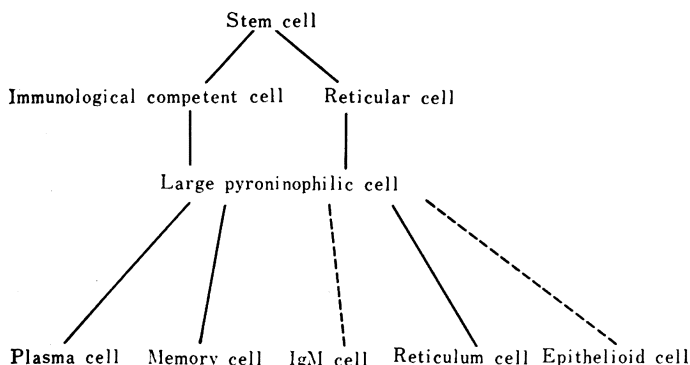 Stem cell
Immunological competent cell Reticular cell
Large pyroninophilic cell
Plasma cell Memory cell IgM cell Reticulum cell Epithelioid cell